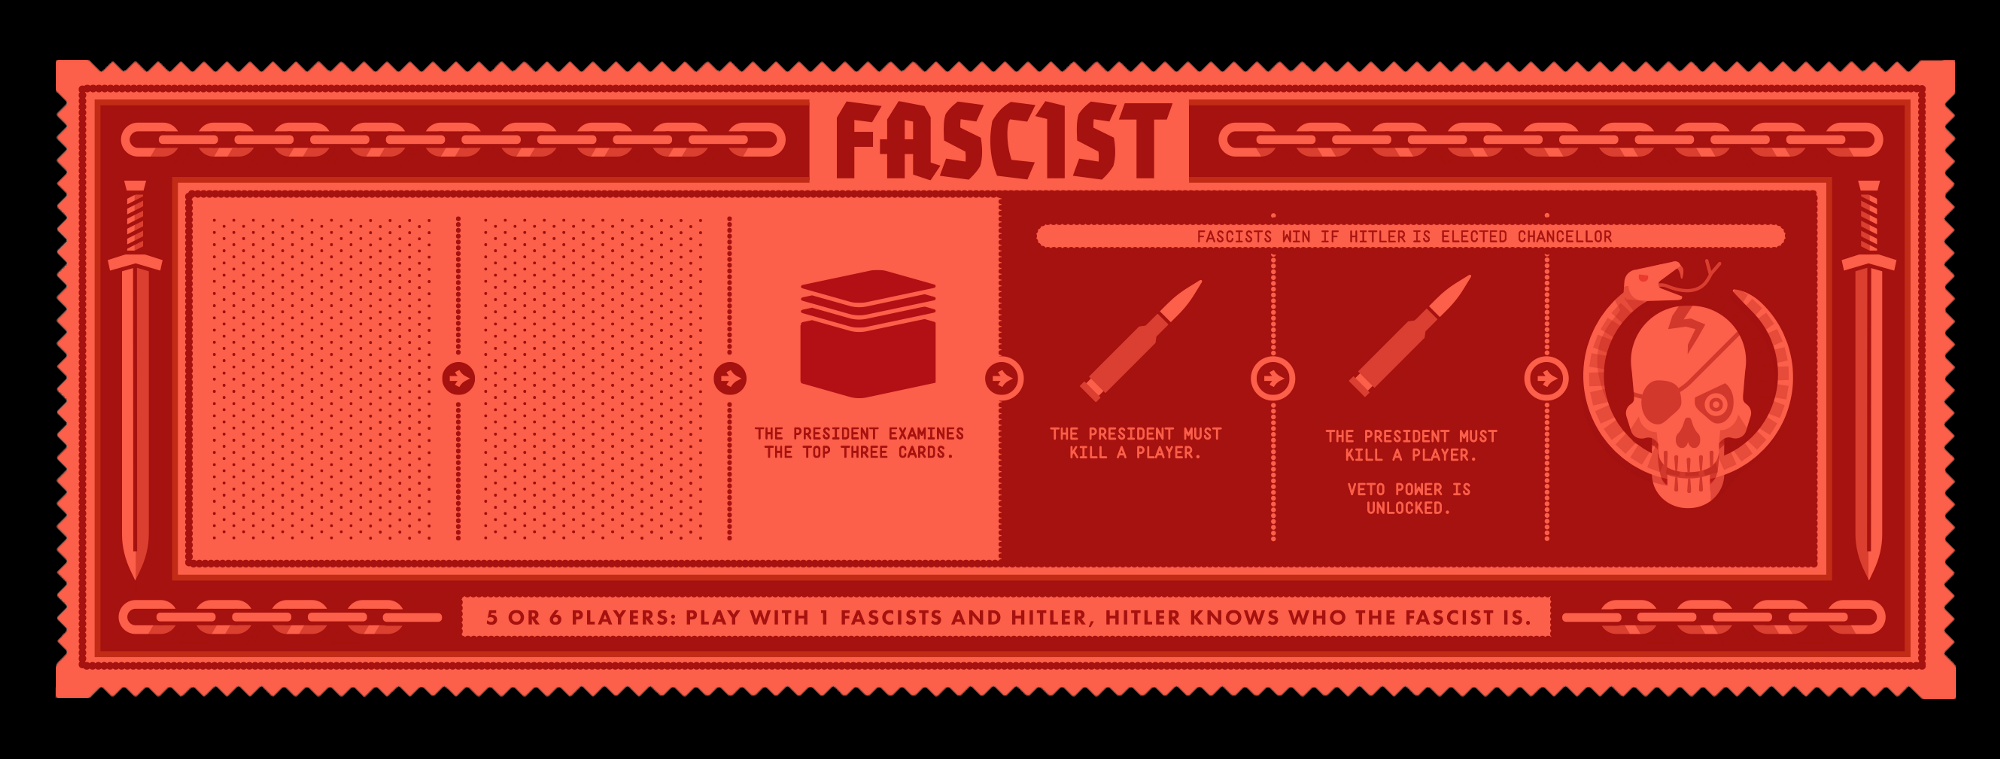 FASCIST
FASCISTS WIN IF HITLER IS ELECTED CHANCELLOR
THE PRESIDENT EXAMINES
THE TOP THREE CARDS.
THE PRESIDENT MUST
KILL A PLAYER.
THE PRESIDENT MUST
KILL A PLAYER.
VETO POWER IS
UNLOCKED.
5 OR 6 PLAYERS: PLAY WITH 1 FASCISTS AND HITLER, HITLER KNOWS WHO THE FASCIST IS.